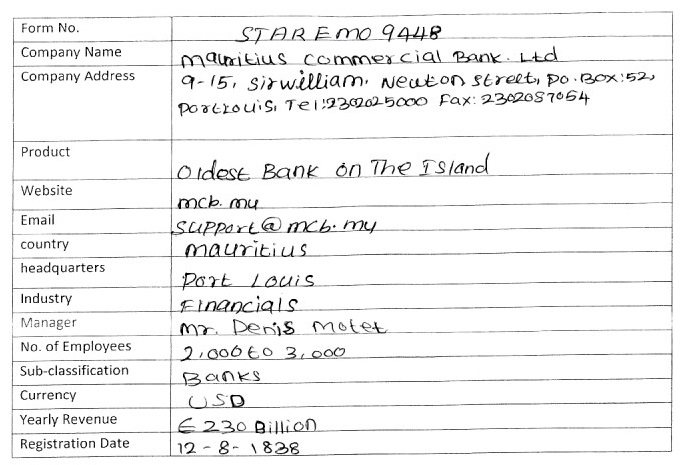 Form No. STAR EMO 9448
Company Name Mauritius Commercial Bank. Ltd
Company Address 9-15, Sirwilliam, Newton Street, Po.Box:52,
PortLouis, Tel:2302025000 Fax: 2302087054
Product Oldest Bank on The Island
Website mcb.mu
Email support@mcb.mu
country Mauritius
headquarters Port Louis
Industry Financials
Manager Mr. Denis Motet
No. of Employees 2,000 to 3,000
Sub-classification Banks
Currency USD
Yearly Revenue € 230 Billion
Registration Date 12-8-1838